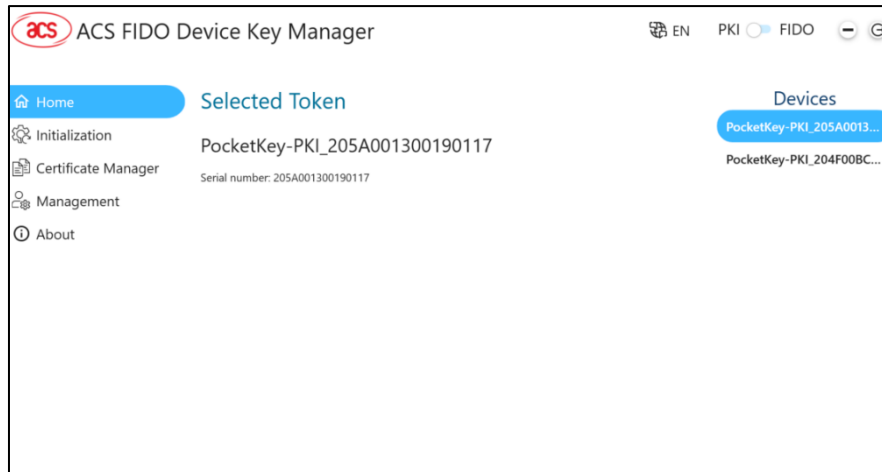 acs ACS FIDO Device Key Manager
EN PKI FIDO
Home
Initialization
Certificate Manager
Management
About
Selected Token
PocketKey-PKI_205A001300190117
Serial number: 205A001300190117
Devices
PocketKey-PKI_205A0013...
PocketKey-PKI_204F00BC...